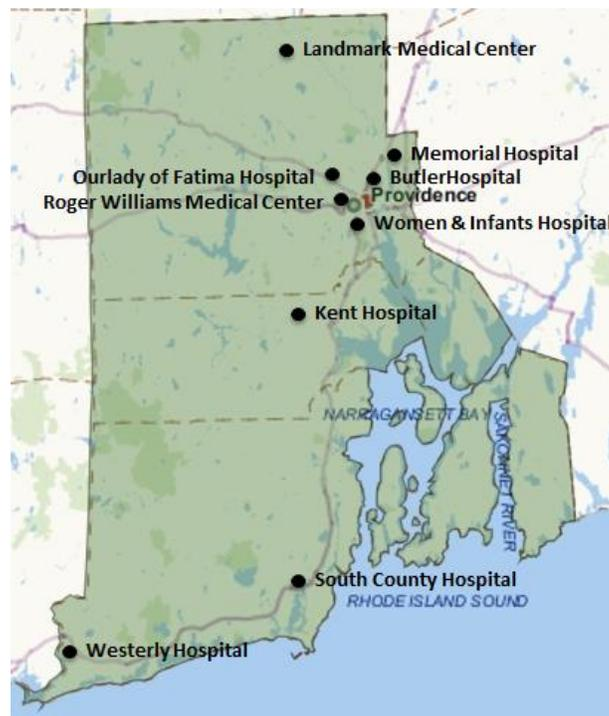 Landmark Medical Center
Memorial Hospital
Ourlady of Fatima Hospital
ButlerHospital
Roger Williams Medical Center
Providence
Women & Infants Hospital
Kent Hospital
NARRAGANSETT BAY
SAKONNET RIVER
South County Hospital
RHODE ISLAND SOUND
Westerly Hospital